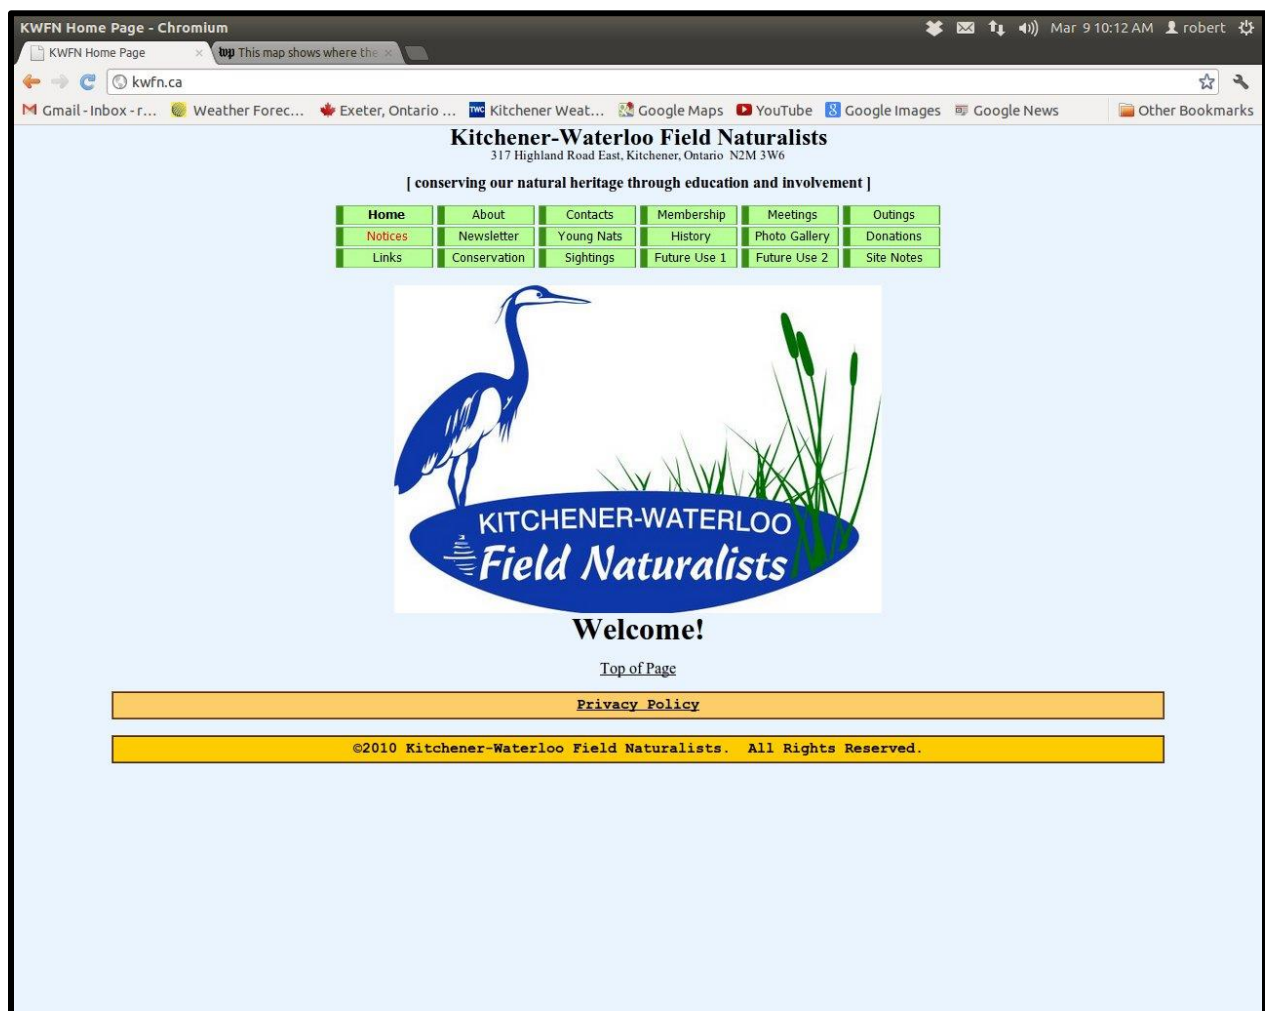 KWFN Home Page - Chromium
Mar 9 10:12 AM robert
KWFN Home Page
wp This map shows where the
kwfn.ca
Gmail - Inbox - r... Weather Forec... Exeter, Ontario ... TWC Kitchener Weat... Google Maps YouTube 8 Google Images Google News Other Bookmarks
Kitchener-Waterloo Field Naturalists
317 Highland Road East, Kitchener, Ontario N2M 3W6
[ conserving our natural heritage through education and involvement ]
Home About Contacts Membership Meetings Outings
Notices Newsletter Young Nats History Photo Gallery Donations
Links Conservation Sightings Future Use 1 Future Use 2 Site Notes
KITCHENER-WATERLOO
Field Naturalists
Welcome!
Top of Page
Privacy Policy
©2010 Kitchener-Waterloo Field Naturalists. All Rights Reserved.